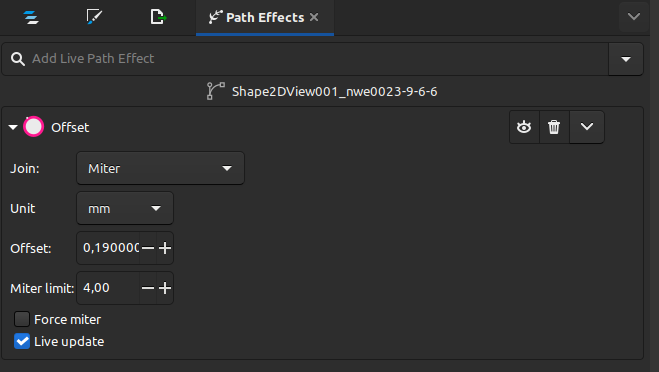 Path Effects
Add Live Path Effect
Shape2DView001_nwe0023-9-6-6
Offset
Join: Miter
Unit mm
Offset: 0,190000
Miter limit: 4,00
Force miter
Live update